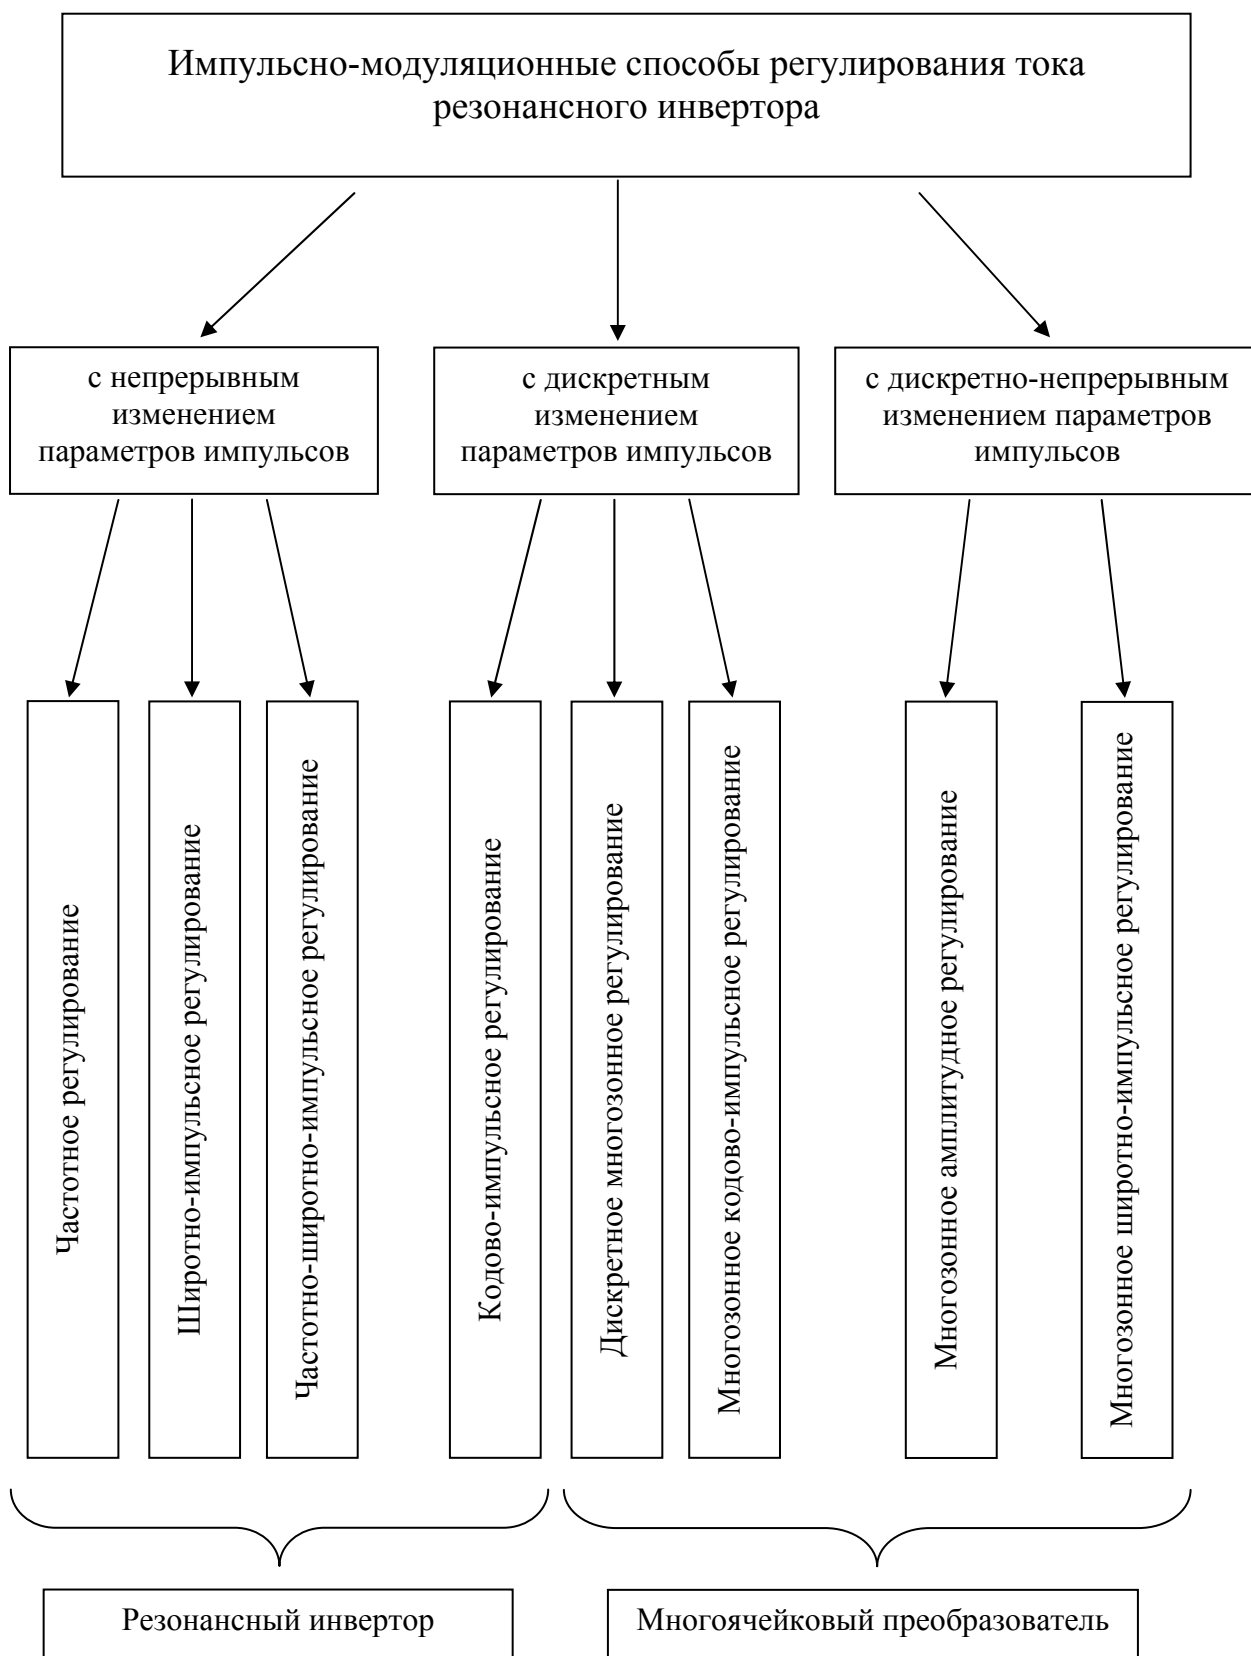 Импульсно-модуляционные способы регулирования тока
резонансного инвертора
с непрерывным
изменением
параметров импульсов
с дискретным
изменением
параметров импульсов
с дискретно-непрерывным
изменением параметров
импульсов
Частотное регулирование
Широтно-импульсное регулирование
Частотно-широтно-импульсное регулирование
Кодово-импульсное регулирование
Дискретное многозонное регулирование
Многозонное кодово-импульсное регулирование
Многозонное амплитудное регулирование
Многозонное широтно-импульсное регулирование
Резонансный инвертор
Многоячейковый преобразователь